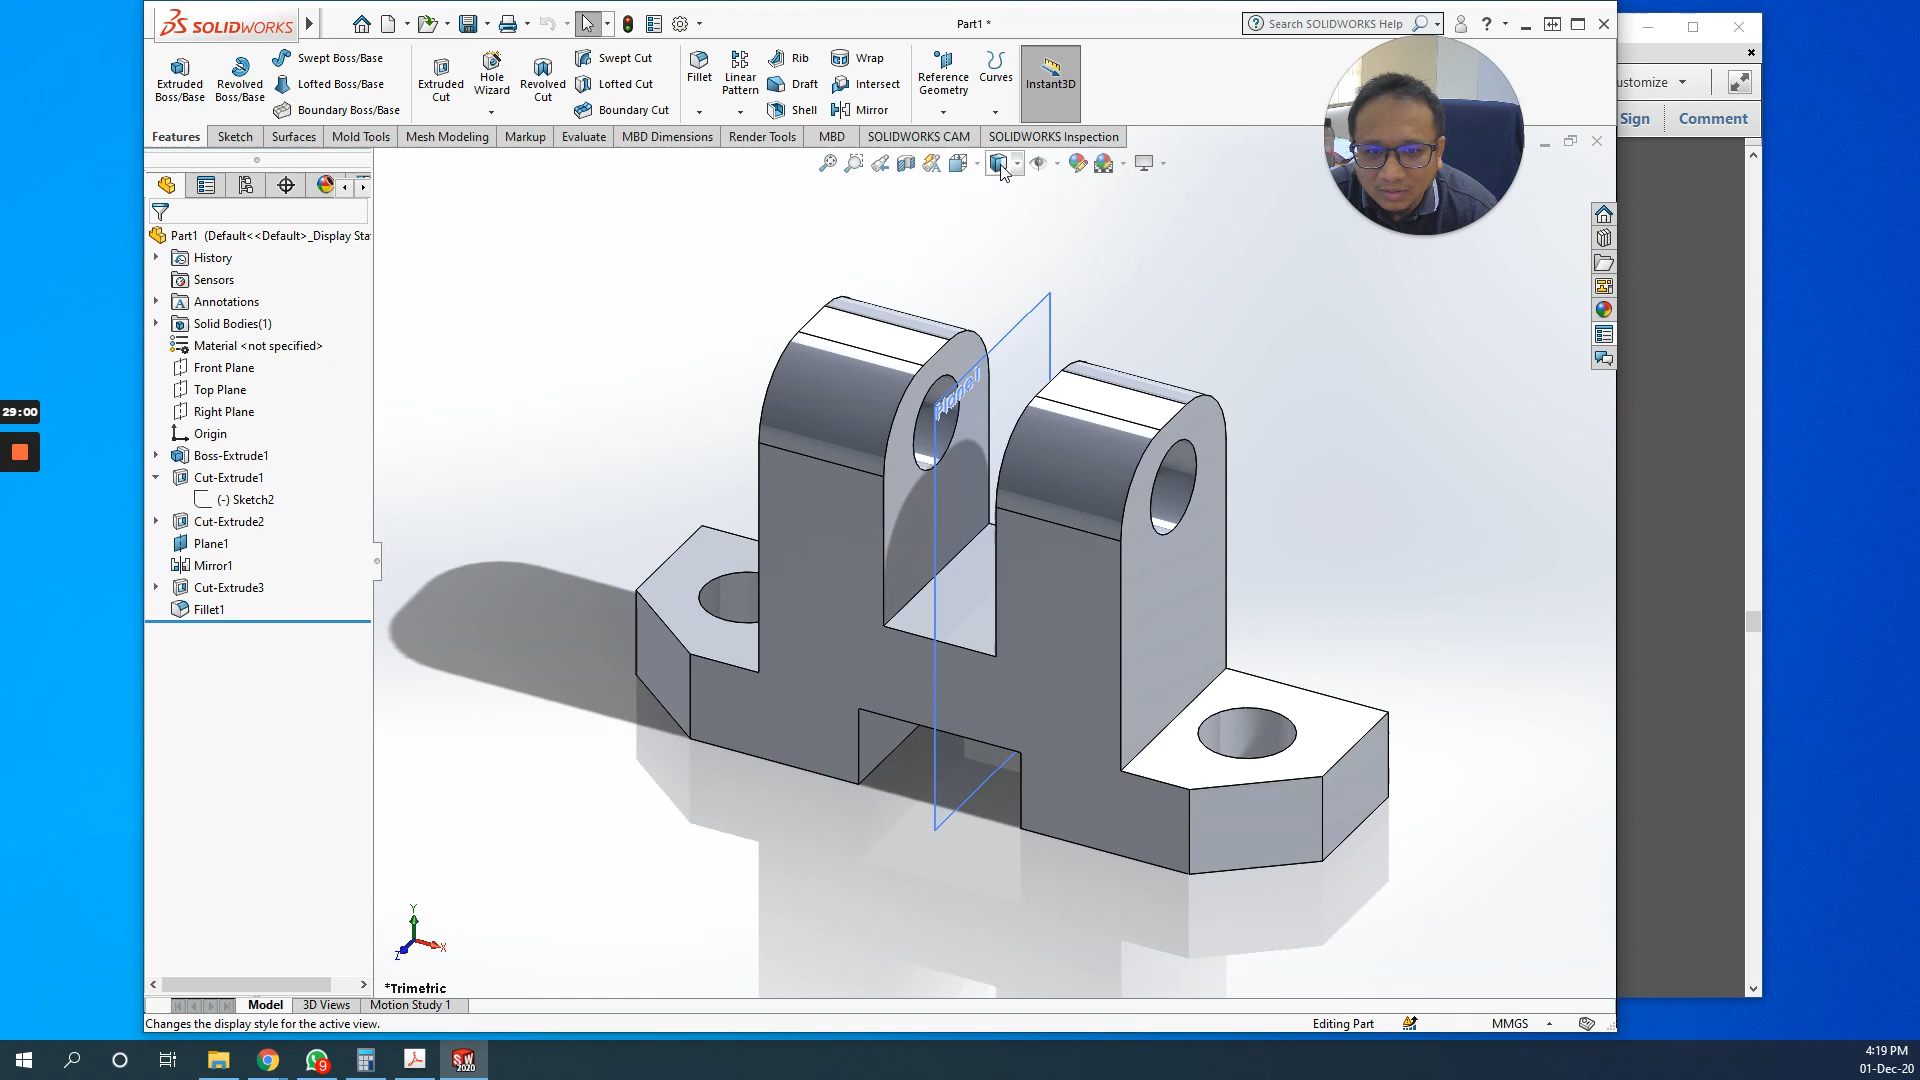 SOLIDWORKS
Part1 *
Search SOLIDWORKS Help
?
Extruded Boss/Base
Revolved Boss/Base
Swept Boss/Base
Lofted Boss/Base
Boundary Boss/Base
Extruded Cut
Hole Wizard
Revolved Cut
Swept Cut
Lofted Cut
Boundary Cut
Fillet
Linear Pattern
Rib
Draft
Shell
Wrap
Intersect
Mirror
Reference Geometry
Curves
Instant3D
ustomize
Sign
Comment
Features
Sketch
Surfaces
Mold Tools
Mesh Modeling
Markup
Evaluate
MBD Dimensions
Render Tools
MBD
SOLIDWORKS CAM
SOLIDWORKS Inspection
Part1 (Default<<Default>_Display Sta
History
Sensors
Annotations
Solid Bodies(1)
Material <not specified>
Front Plane
Top Plane
Right Plane
Origin
Boss-Extrude1
Cut-Extrude1
(-) Sketch2
Cut-Extrude2
Plane1
Mirror1
Cut-Extrude3
Fillet1
29:00
Plane1
Y
X
Z
*Trimetric
Model
3D Views
Motion Study 1
Changes the display style for the active view.
Editing Part
MMGS
9
SW
2020
4:19 PM
01-Dec-20